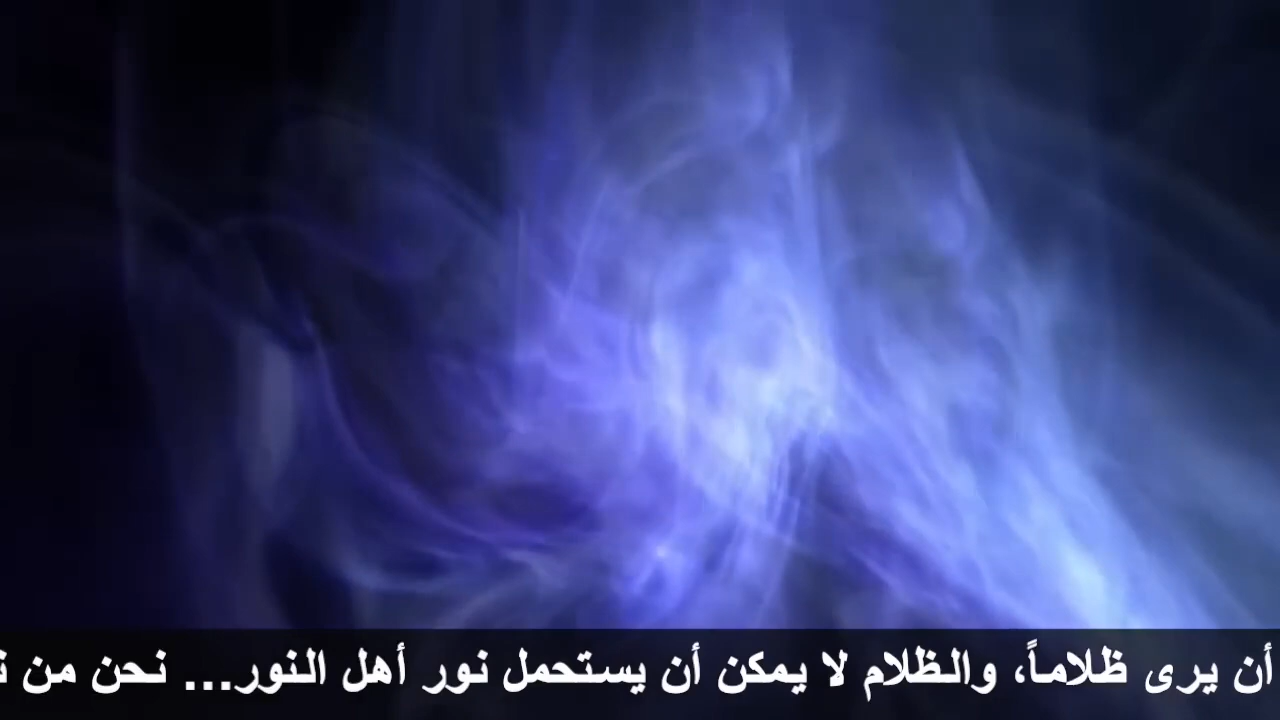 أن يرى ظلاماً، والظلام لا يمكن أن يستحمل نور أهل النور... نحن من